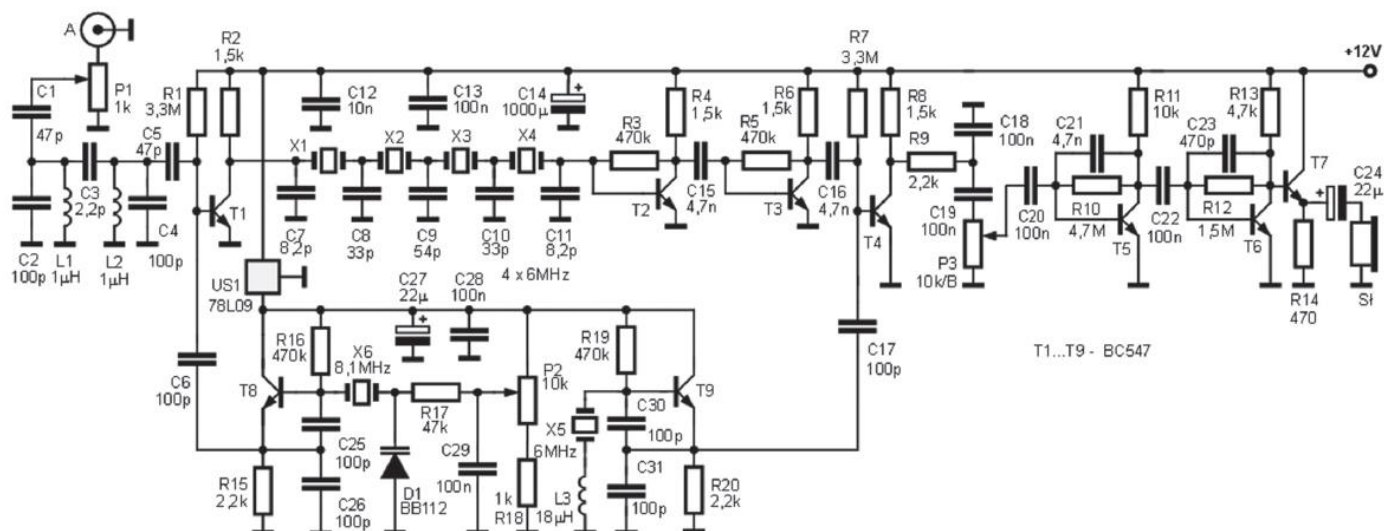 A
P1
1k
C1
47p
C2
100p
L1
1µH
C3
2,2p
L2
1µH
C4
100p
C5
47p
R1
3,3M
R2
1,5k
T1
C6
100p
US1
78L09
X1
C7
8,2p
C12
10n
C8
33p
X2
C13
100n
C9
54p
X3
C10
33p
X4
C14
1000µ
+
C11
8,2p
4 x 6MHz
R3
470k
R4
1,5k
T2
C15
4,7n
R5
470k
R6
1,5k
T3
C16
4,7n
R7
3,3M
R8
1,5k
T4
C17
100p
R9
2,2k
C18
100n
C19
100n
P3
10k/B
C20
100n
C21
4,7n
R10
4,7M
R11
10k
T5
C22
100n
C23
470p
R12
1,5M
R13
4,7k
T6
T7
+12V
R14
470
+
C24
22µ
Sł
T1...T9 - BC547
T8
R15
2,2k
R16
470k
C25
100p
C26
100p
X6
8,1MHz
C27
22µ
+
C28
100n
D1
BB112
R17
47k
C29
100n
P2
10k
1k
R18
X5
6MHz
L3
18µH
R19
470k
C30
100p
C31
100p
T9
R20
2,2k